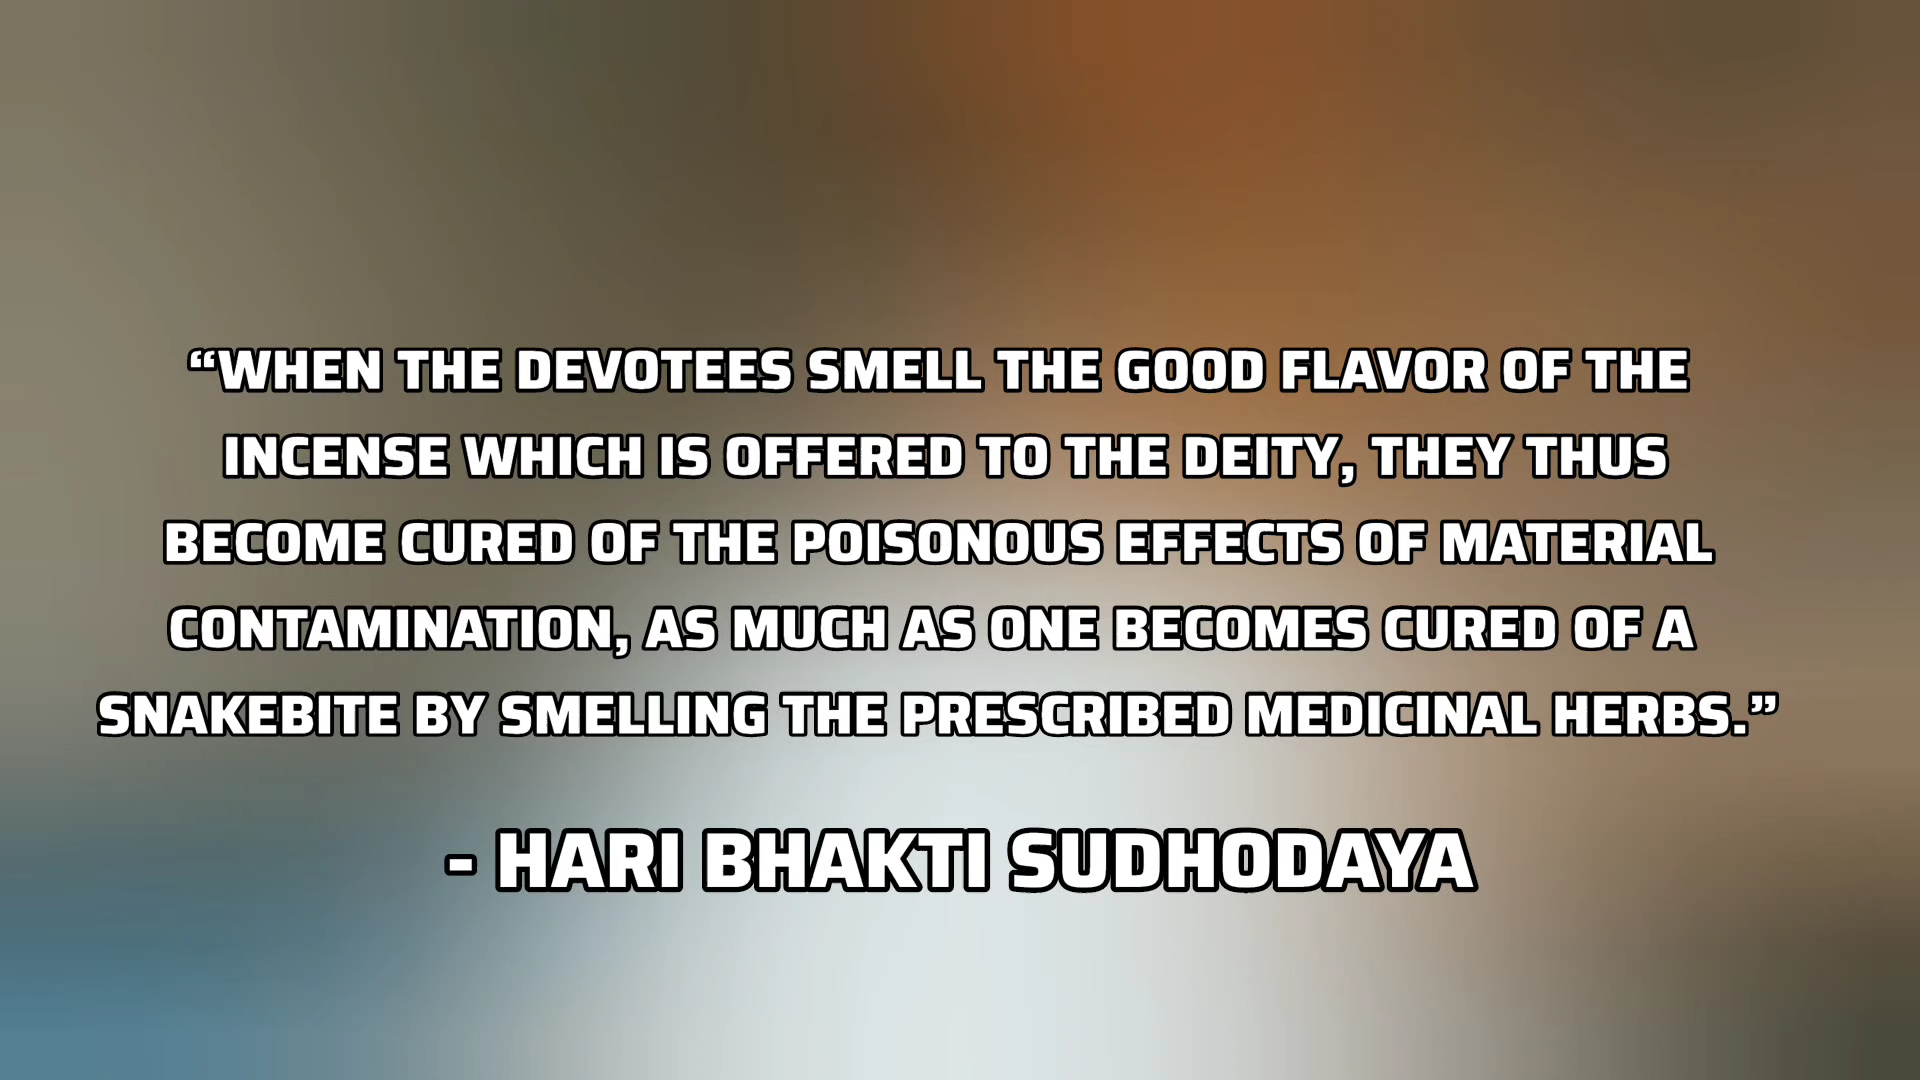 “WHEN THE DEVOTEES SMELL THE GOOD FLAVOR OF THE
INCENSE WHICH IS OFFERED TO THE DEITY, THEY THUS
BECOME CURED OF THE POISONOUS EFFECTS OF MATERIAL
CONTAMINATION, AS MUCH AS ONE BECOMES CURED OF A
SNAKEBITE BY SMELLING THE PRESCRIBED MEDICINAL HERBS.”
- HARI BHAKTI SUDHODAYA